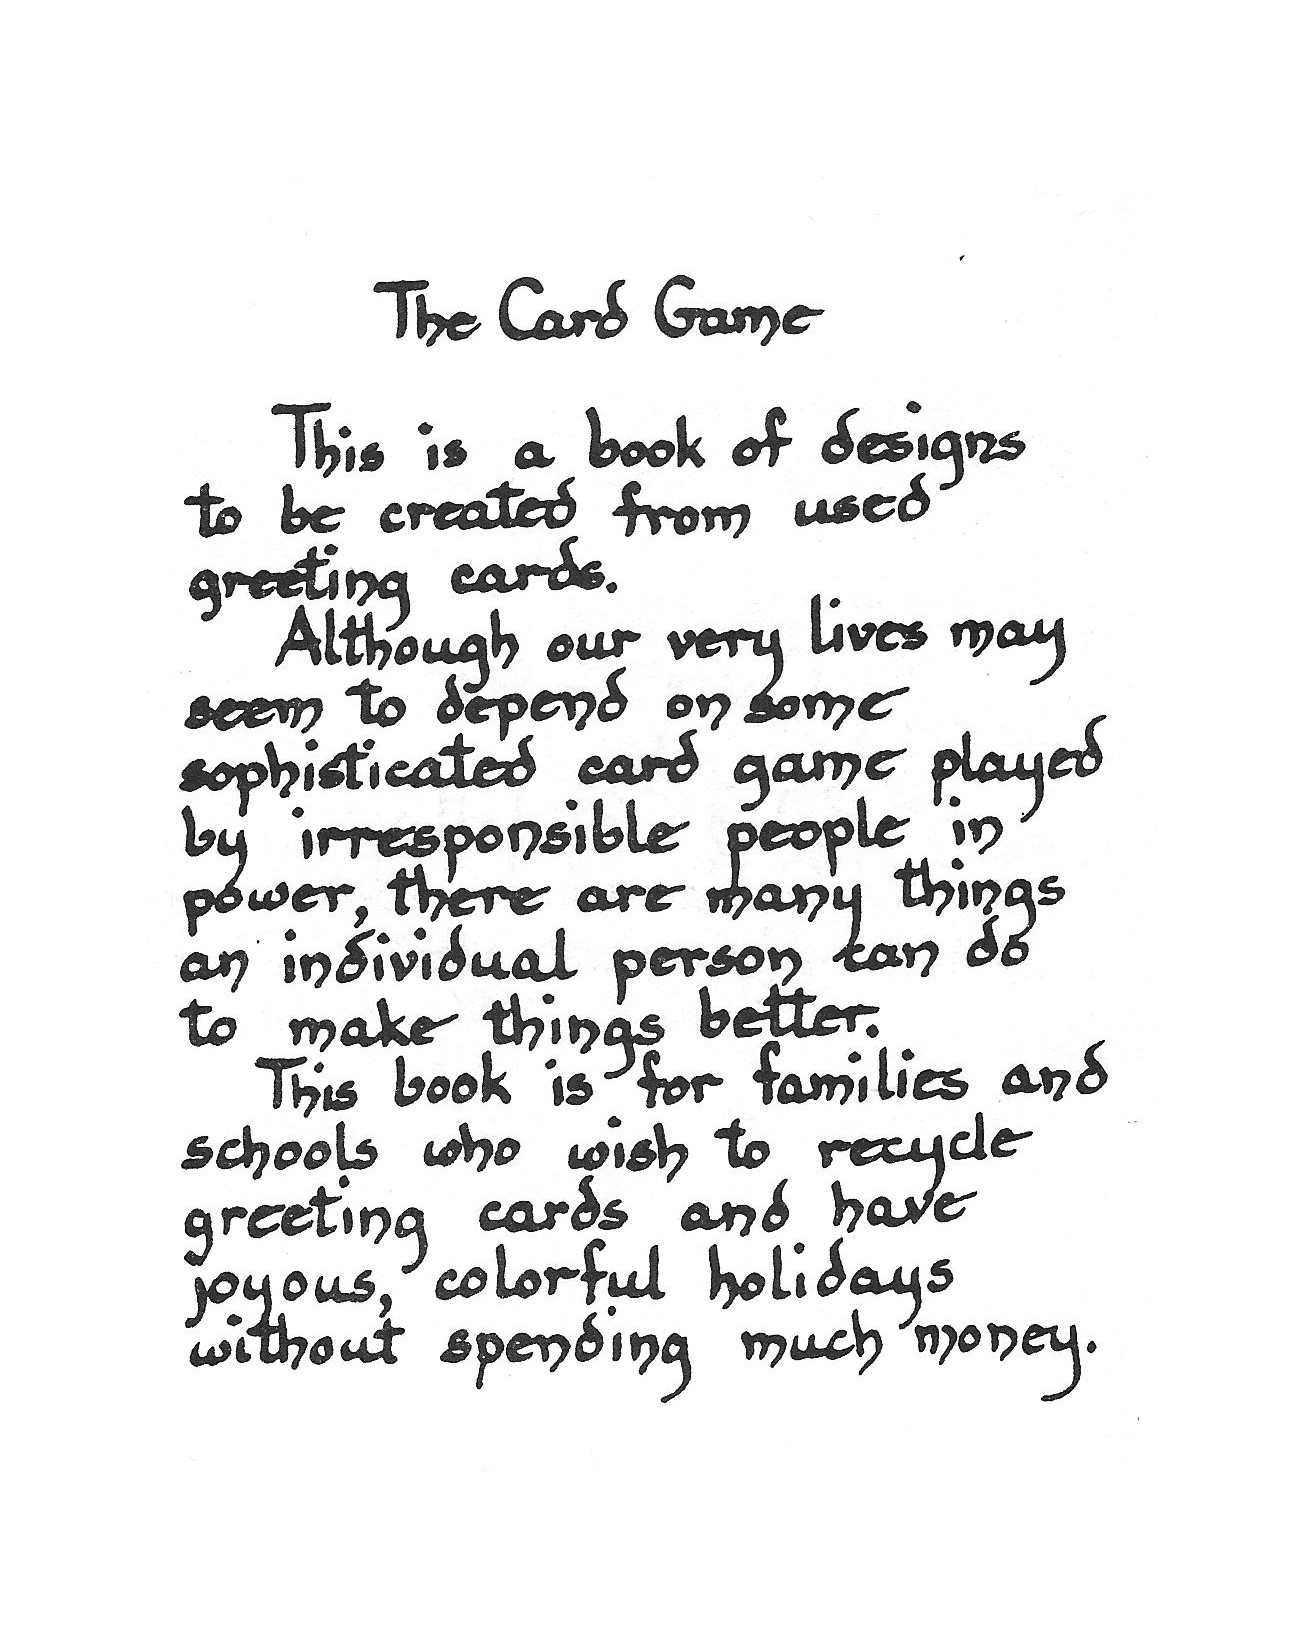 The Card Game
This is a book of designs
to be created from used
greeting cards.
Although our very lives may
seem to depend on some
sophisticated card game played
by irresponsible people in
power, there are many things
an individual person can do
to make things better.
This book is for families and
schools who wish to recycle
greeting cards and have
joyous, colorful holidays
without spending much money.